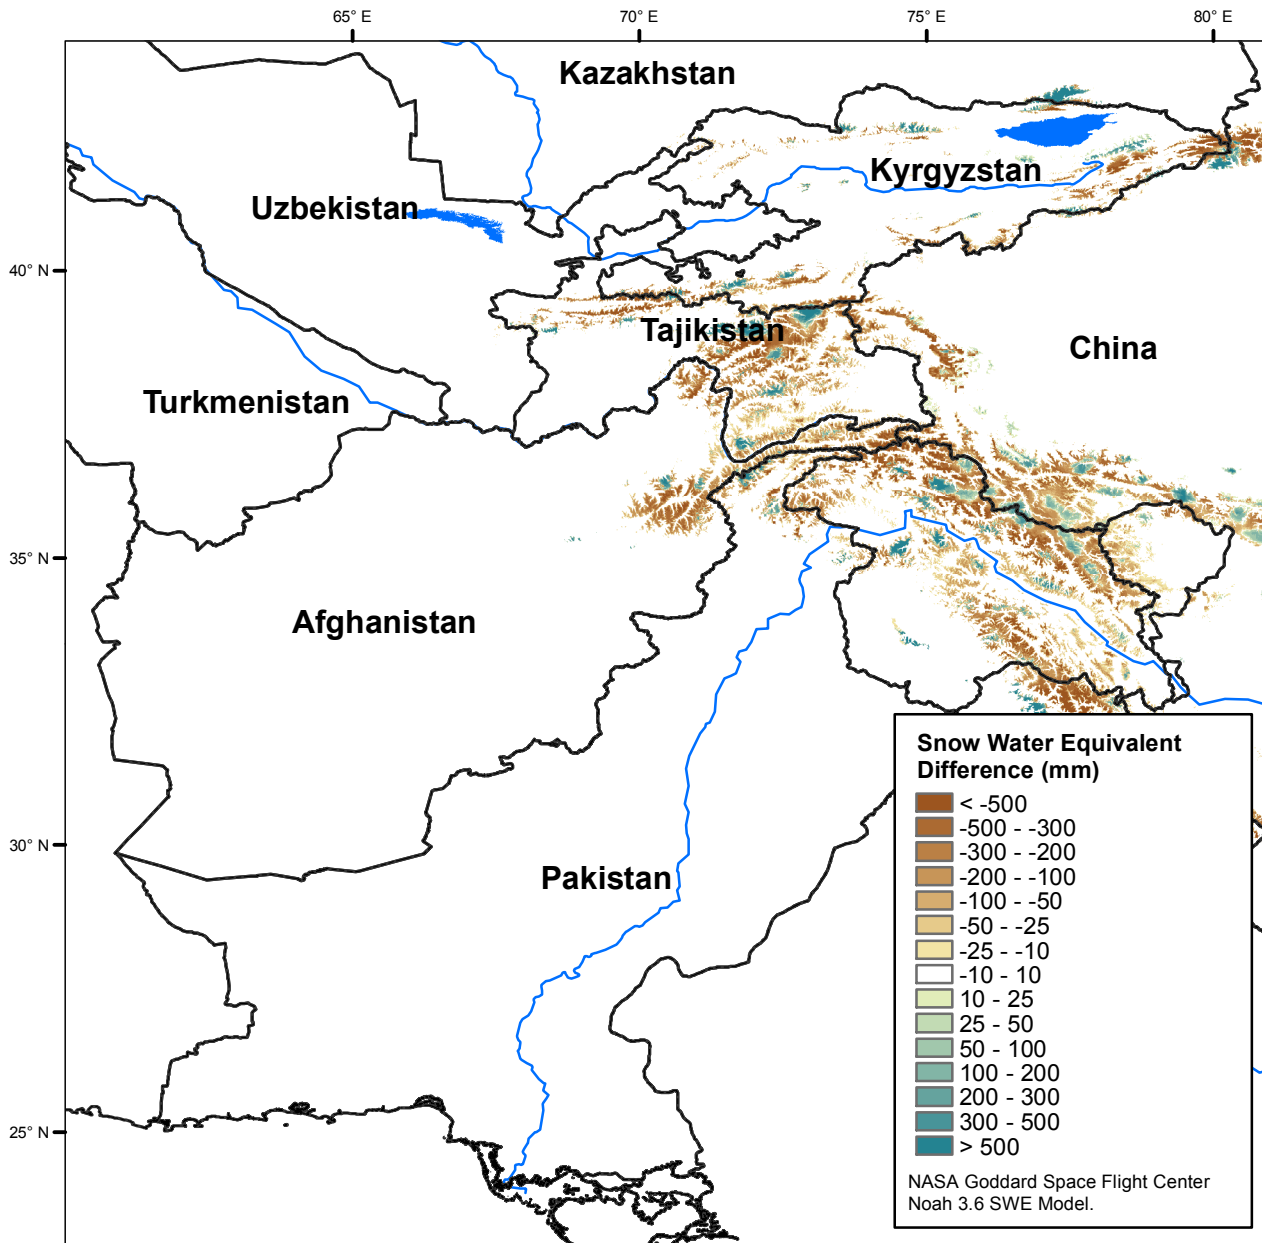 65° E
70° E
75° E
80° E
Kazakhstan
Kyrgyzstan
Uzbekistan
40° N
Tajikistan
China
Turkmenistan
35° N
Afghanistan
Snow Water Equivalent
Difference (mm)
< -500
-500 - -300
-300 - -200
-200 - -100
-100 - -50
-50 - -25
-25 - -10
-10 - 10
10 - 25
25 - 50
50 - 100
100 - 200
200 - 300
300 - 500
> 500
NASA Goddard Space Flight Center
Noah 3.6 SWE Model.
30° N
Pakistan
25° N